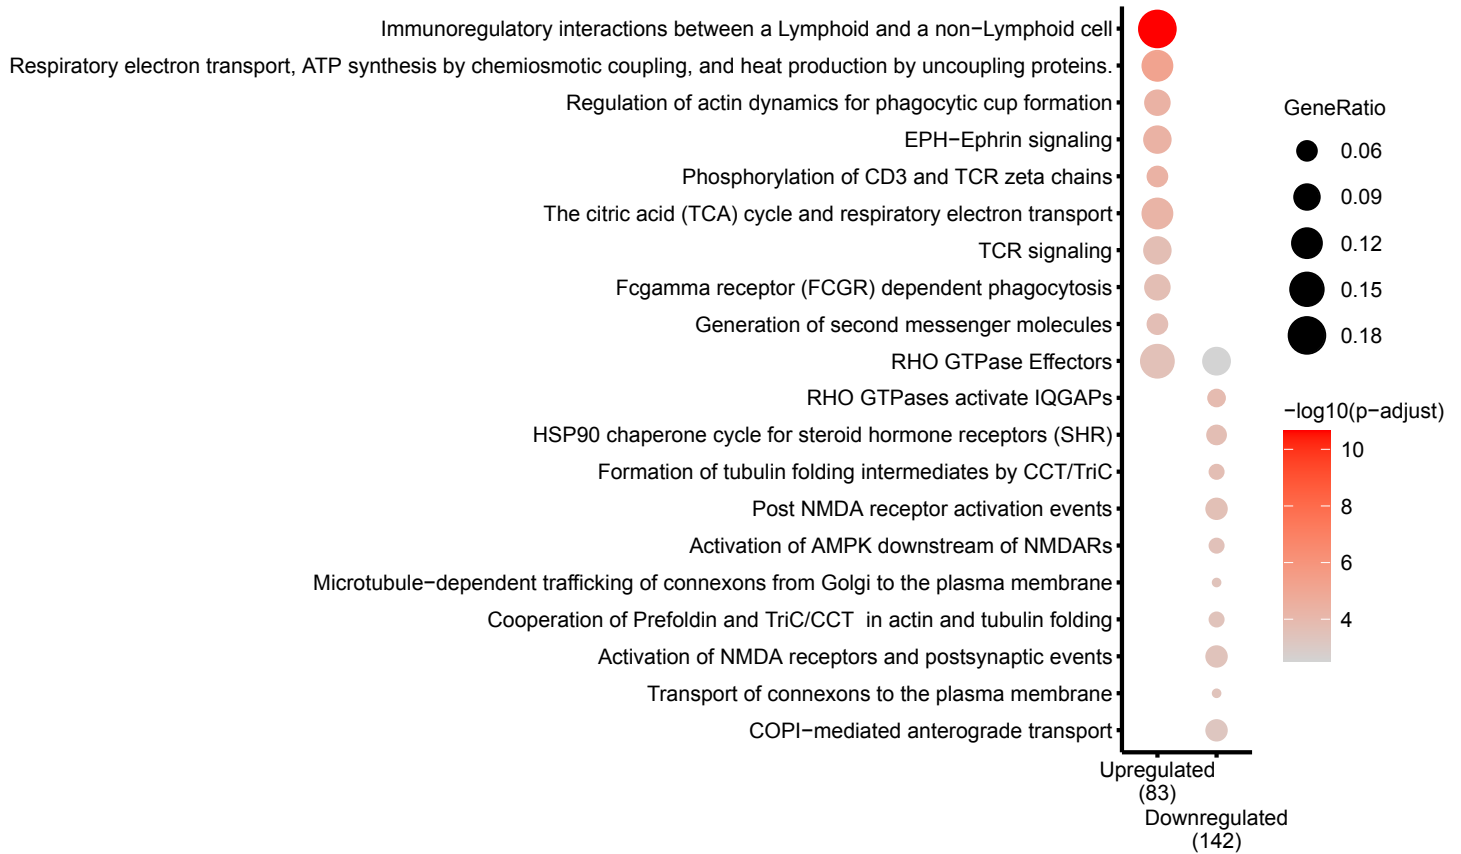 Immunoregulatory interactions between a Lymphoid and a non−Lymphoid cell
Respiratory electron transport, ATP synthesis by chemiosmotic coupling, and heat production by uncoupling proteins.
Regulation of actin dynamics for phagocytic cup formation
EPH−Ephrin signaling
Phosphorylation of CD3 and TCR zeta chains
The citric acid (TCA) cycle and respiratory electron transport
TCR signaling
Fcgamma receptor (FCGR) dependent phagocytosis
Generation of second messenger molecules
RHO GTPase Effectors
RHO GTPases activate IQGAPs
HSP90 chaperone cycle for steroid hormone receptors (SHR)
Formation of tubulin folding intermediates by CCT/TriC
Post NMDA receptor activation events
Activation of AMPK downstream of NMDARs
Microtubule−dependent trafficking of connexons from Golgi to the plasma membrane
Cooperation of Prefoldin and TriC/CCT  in actin and tubulin folding
Activation of NMDA receptors and postsynaptic events
Transport of connexons to the plasma membrane
COPI−mediated anterograde transport
Upregulated
(83)
Downregulated
(142)
GeneRatio
0.06
0.09
0.12
0.15
0.18
−log10(p−adjust)
10
8
6
4